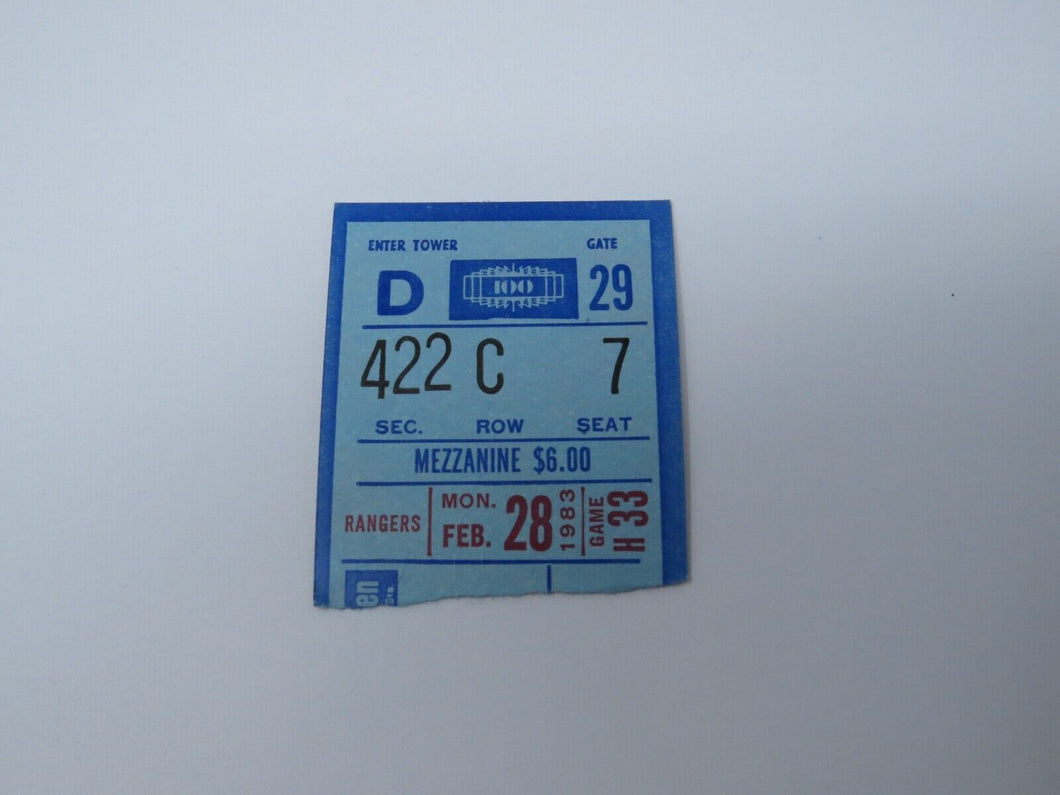 ENTER TOWER GATE
D 100 29
422 C 7
SEC. ROW SEAT
MEZZANINE $6.00
RANGERS MON. FEB. 28 1983 GAME H 33
en